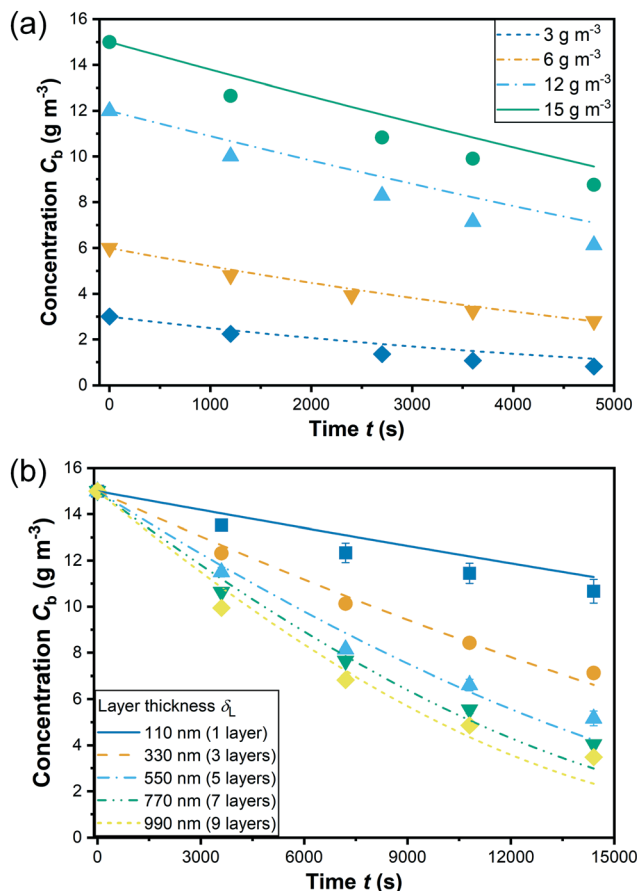 (a)
16
14
12
10
8
6
4
2
0
Concentration C_b (g m⁻³)
3 g m⁻³
6 g m⁻³
12 g m⁻³
15 g m⁻³
0 1000 2000 3000 4000 5000
Time t (s)
(b)
16
14
12
10
8
6
4
2
0
Concentration C_b (g m⁻³)
Layer thickness δ_L
110 nm (1 layer)
330 nm (3 layers)
550 nm (5 layers)
770 nm (7 layers)
990 nm (9 layers)
0 3000 6000 9000 12000 15000
Time t (s)